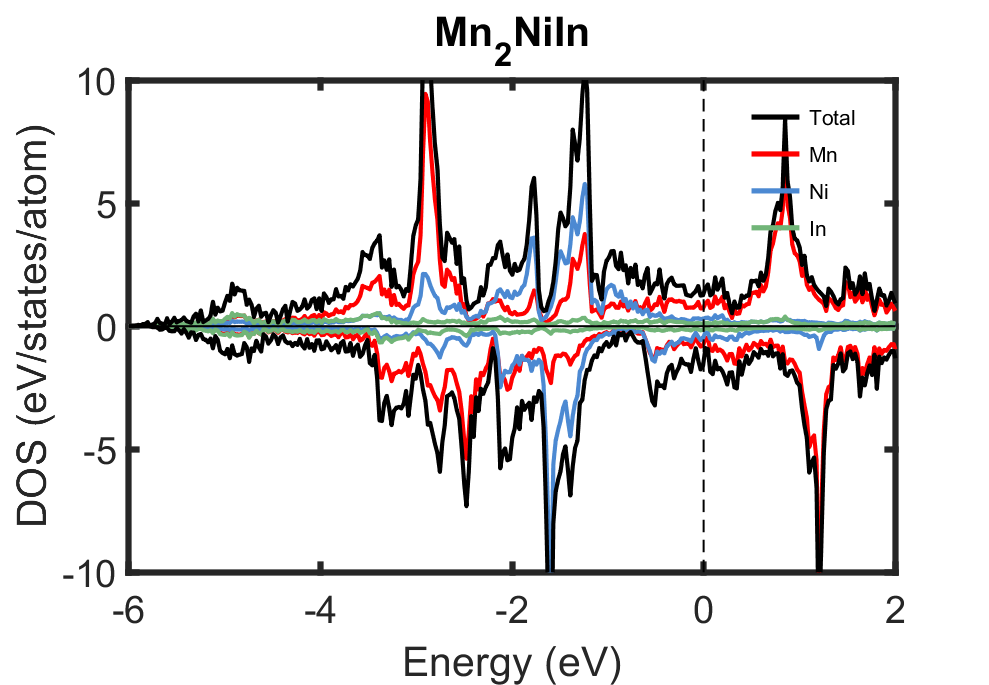 Mn2NiIn
10
5
0
-5
-10
DOS (eV/states/atom)
Total
Mn
Ni
In
-6 -4 -2 0 2
Energy (eV)